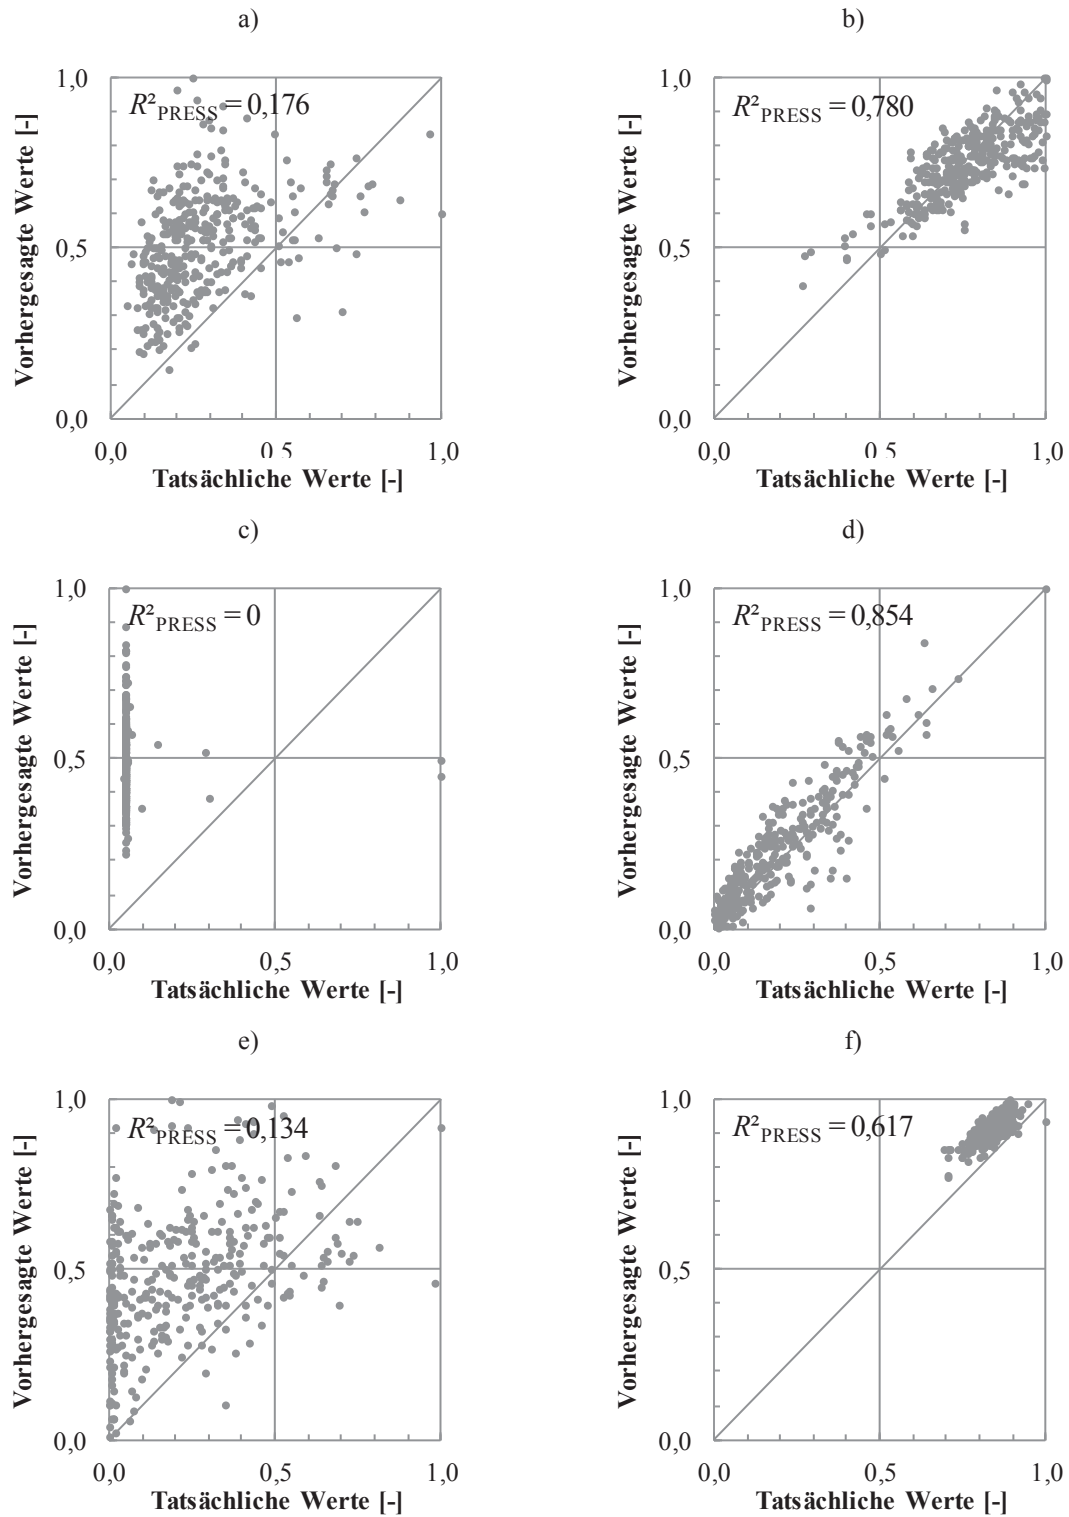 a)
1,0
R²PRESS = 0,176
0,5
0,0
0,0 0,5 1,0
Vorhergesagte Werte [-]
Tatsächliche Werte [-]
b)
1,0
R²PRESS = 0,780
0,5
0,0
0,0 0,5 1,0
Vorhergesagte Werte [-]
Tatsächliche Werte [-]
c)
1,0
R²PRESS = 0
0,5
0,0
0,0 0,5 1,0
Vorhergesagte Werte [-]
Tatsächliche Werte [-]
d)
1,0
R²PRESS = 0,854
0,5
0,0
0,0 0,5 1,0
Vorhergesagte Werte [-]
Tatsächliche Werte [-]
e)
1,0
R²PRESS = 0,134
0,5
0,0
0,0 0,5 1,0
Vorhergesagte Werte [-]
Tatsächliche Werte [-]
f)
1,0
R²PRESS = 0,617
0,5
0,0
0,0 0,5 1,0
Vorhergesagte Werte [-]
Tatsächliche Werte [-]